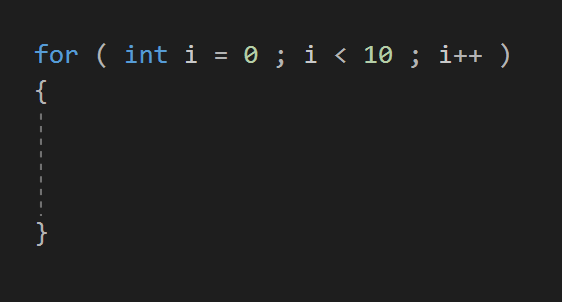 for ( int i = 0 ; i < 10 ; i++ )
{
}